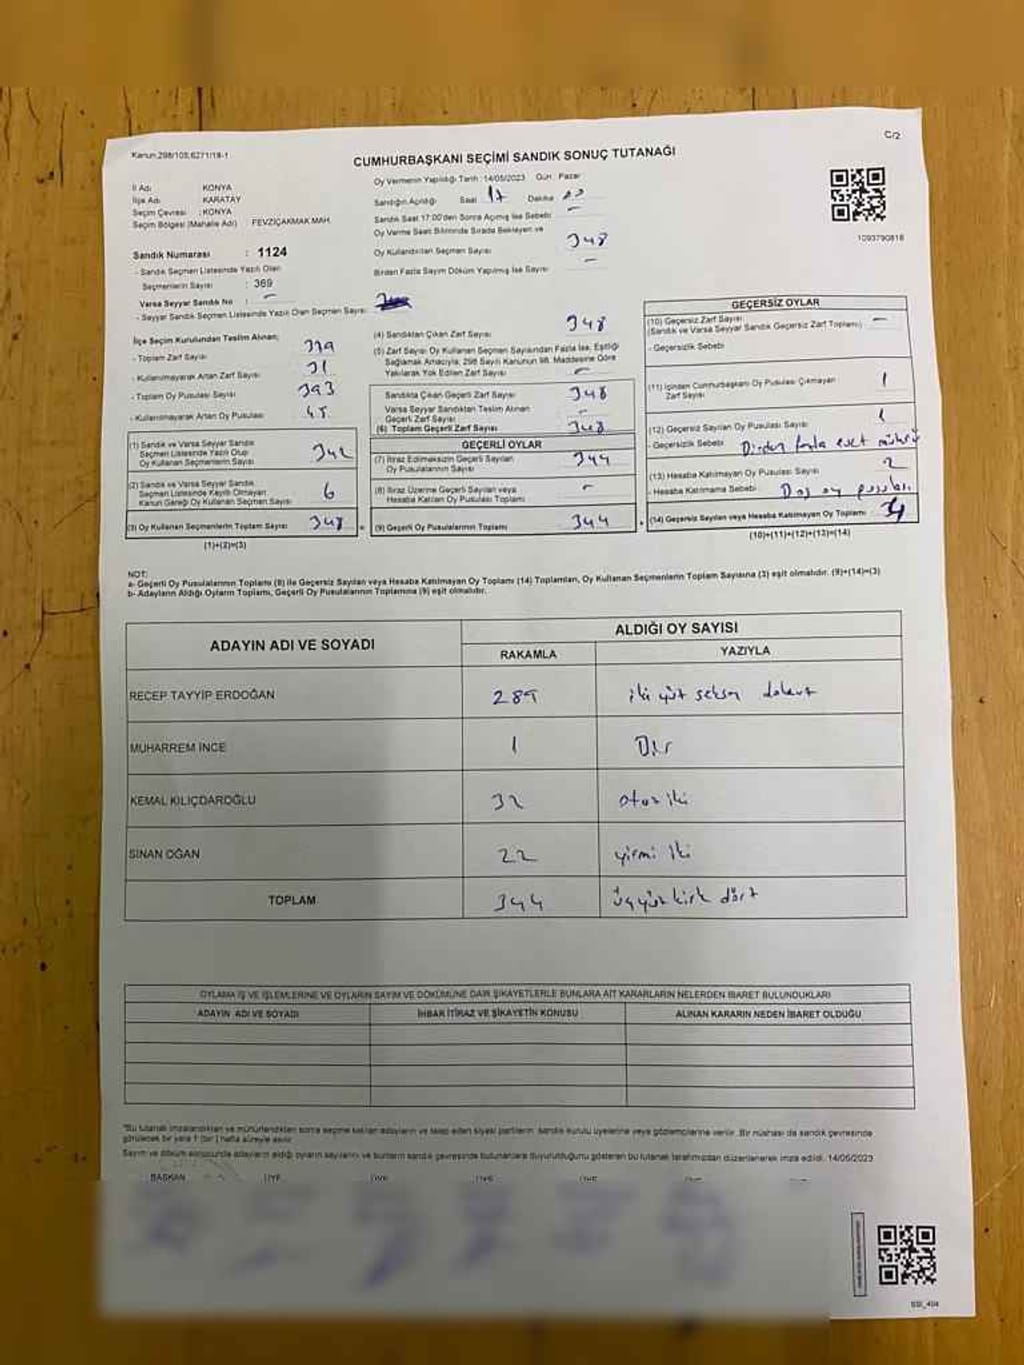 C/2
Kanun;298/105;6271/18-1
CUMHURBAŞKANI SEÇİMİ SANDIK SONUÇ TUTANAĞI
İl Adı : KONYA
İlçe Adı : KARATAY
Seçim Çevresi : KONYA
Seçim Bölgesi (Mahalle Adı) FEVZİÇAKMAK MAH.
Sandık Numarası : 1124
- Sandık Seçmen Listesinde Yazılı Olan
Seçmenlerin Sayısı : 369
Varsa Seyyar Sandık No : -
- Seyyar Sandık Seçmen Listesinde Yazılı Olan Seçmen Sayısı
Oy Vermenin Yapıldığı Tarih : 14/05/2023 Gün : Pazar
Sandığın Açıldığı Saat 17 Dakika
Sandık Saat 17:00'den Sonra Açılmış İse Sebebi : -
Oy Verme Saati Bitiminde Sırada Bekleyen ve
Oy Kullandırılan Seçmen Sayısı 348
Birden Fazla Sayım Döküm Yapılmış İse Sayısı -
1093790818
İlçe Seçim Kurulundan Teslim Alınan;
- Toplam Zarf Sayısı 379
- Kullanılmayarak Artan Zarf Sayısı 31
- Toplam Oy Pusulası Sayısı 393
- Kullanılmayarak Artan Oy Pusulası 45
(1) Sandık ve Varsa Seyyar Sandık
Seçmen Listesinde Yazılı Olup
Oy Kullanan Seçmenlerin Sayısı 342
(2) Sandık ve Varsa Seyyar Sandık
Seçmen Listesinde Kayıtlı Olmayan
Kanun Gereği Oy Kullanan Seçmen Sayısı 6
(3) Oy Kullanan Seçmenlerin Toplam Sayısı 348
(1)+(2)=(3)
(4) Sandıktan Çıkan Zarf Sayısı 348
(5) Zarf Sayısı Oy Kullanan Seçmen Sayısından Fazla İse, Eşitliği
Sağlamak Amacıyla; 298 Sayılı Kanunun 98. Maddesine Göre
Yakılarak Yok Edilen Zarf Sayısı -
Sandıkta Çıkan Geçerli Zarf Sayısı 348
Varsa Seyyar Sandıktan Teslim Alınan
Geçerli Zarf Sayısı -
(6) Toplam Geçerli Zarf Sayısı 348
GEÇERLİ OYLAR
(7) İtiraz Edilmeksizin Geçerli Sayılan
Oy Pusulalarının Sayısı 344
(8) İtiraz Üzerine Geçerli Sayılan veya
Hesaba Katılan Oy Pusulaları Toplamı -
(9) Geçerli Oy Pusulalarının Toplamı 344
GEÇERSİZ OYLAR
(10) Geçersiz Zarf Sayısı
(Sandık ve Varsa Seyyar Sandık Geçersiz Zarf Toplamı) -
- Geçersizlik Sebebi
(11) İçinden Cumhurbaşkanı Oy Pusulası Çıkmayan
Zarf Sayısı 1
(12) Geçersiz Sayılan Oy Pusulası Sayısı 1
- Geçersizlik Sebebi Birden fazla evet mührü
(13) Hesaba Katılmayan Oy Pusulası Sayısı 2
- Hesaba Katılmama Sebebi Boş oy pusulası
(14) Geçersiz Sayılan veya Hesaba Katılmayan Oy Toplamı 4
(10)+(11)+(12)+(13)=(14)
NOT:
a- Geçerli Oy Pusulalarının Toplamı (9) ile Geçersiz Sayılan veya Hesaba Katılmayan Oy Toplamı (14) Toplamları, Oy Kullanan Seçmenlerin Toplam Sayısına (3) eşit olmalıdır. (9)+(14)=(3)
b- Adayların Aldığı Oyların Toplamı, Geçerli Oy Pusulalarının Toplamına (9) eşit olmalıdır.
ADAYIN ADI VE SOYADI ALDIĞI OY SAYISI
RAKAMLA YAZIYLA
RECEP TAYYİP ERDOĞAN 289 iki yüz seksen dokuz
MUHARREM İNCE 1 Bir
KEMAL KILIÇDAROĞLU 32 otuz iki
SİNAN OĞAN 22 yirmi iki
TOPLAM 344 üçyüz kırk dört
OYLAMA İŞ VE İŞLEMLERİNE VE OYLARIN SAYIM VE DÖKÜMÜNE DAİR ŞİKAYETLERLE BUNLARA AİT KARARLARIN NELERDEN İBARET BULUNDUKLARI
ADAYIN ADI VE SOYADI İHBAR İTİRAZ VE ŞİKAYETİN KONUSU ALINAN KARARIN NEDEN İBARET OLDUĞU
*Bu tutanak imzalandıktan ve mühürlendikten sonra seçime katılan adayların ve talep eden siyasi partilerin sandık kurulu üyelerine veya gözlemcilerine verilir. Bir nüshası da sandık çevresinde
görülecek bir yere 1 (bir) hafta süreyle asılır.
Sayım ve döküm sonucunda adayların aldığı oyların sayılarını ve bunların sandık çevresinde bulunanlara duyurulduğunu gösteren bu tutanak tarafımızdan düzenlenerek imza edildi. 14/05/2023
BAŞKAN ÜYE ÜYE ÜYE ÜYE